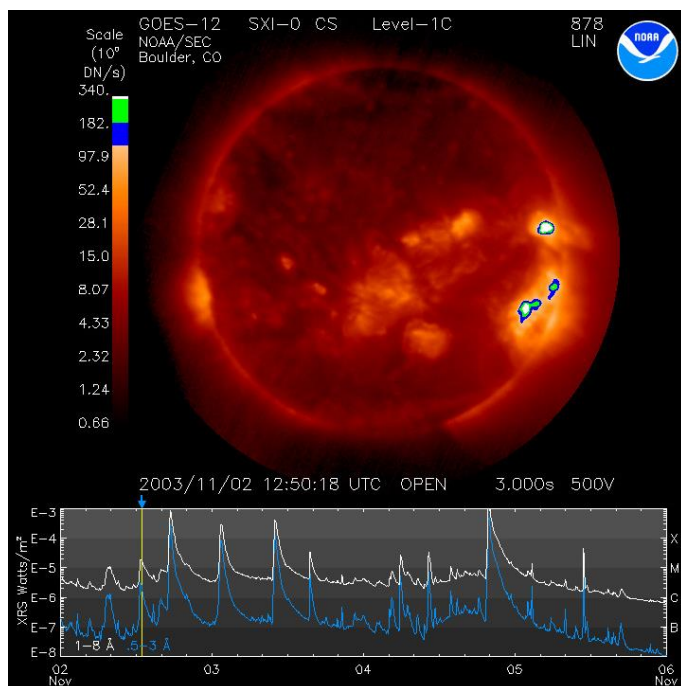 GOES-12 SXI-0 CS Level-1C 878
NOAA/SEC LIN
Boulder, CO
NOAA
Scale
(10⁰
DN/s)
340.
182.
97.9
52.4
28.1
15.0
8.07
4.53
2.32
1.24
0.66
2003/11/02 12:50:18 UTC OPEN 3.000s 500V
XRS Watts/m²
E-3
E-4 X
E-5 M
E-6 C
E-7 B
E-8
1-8 Å .5-3 Å
02 03 04 05 06
Nov Nov